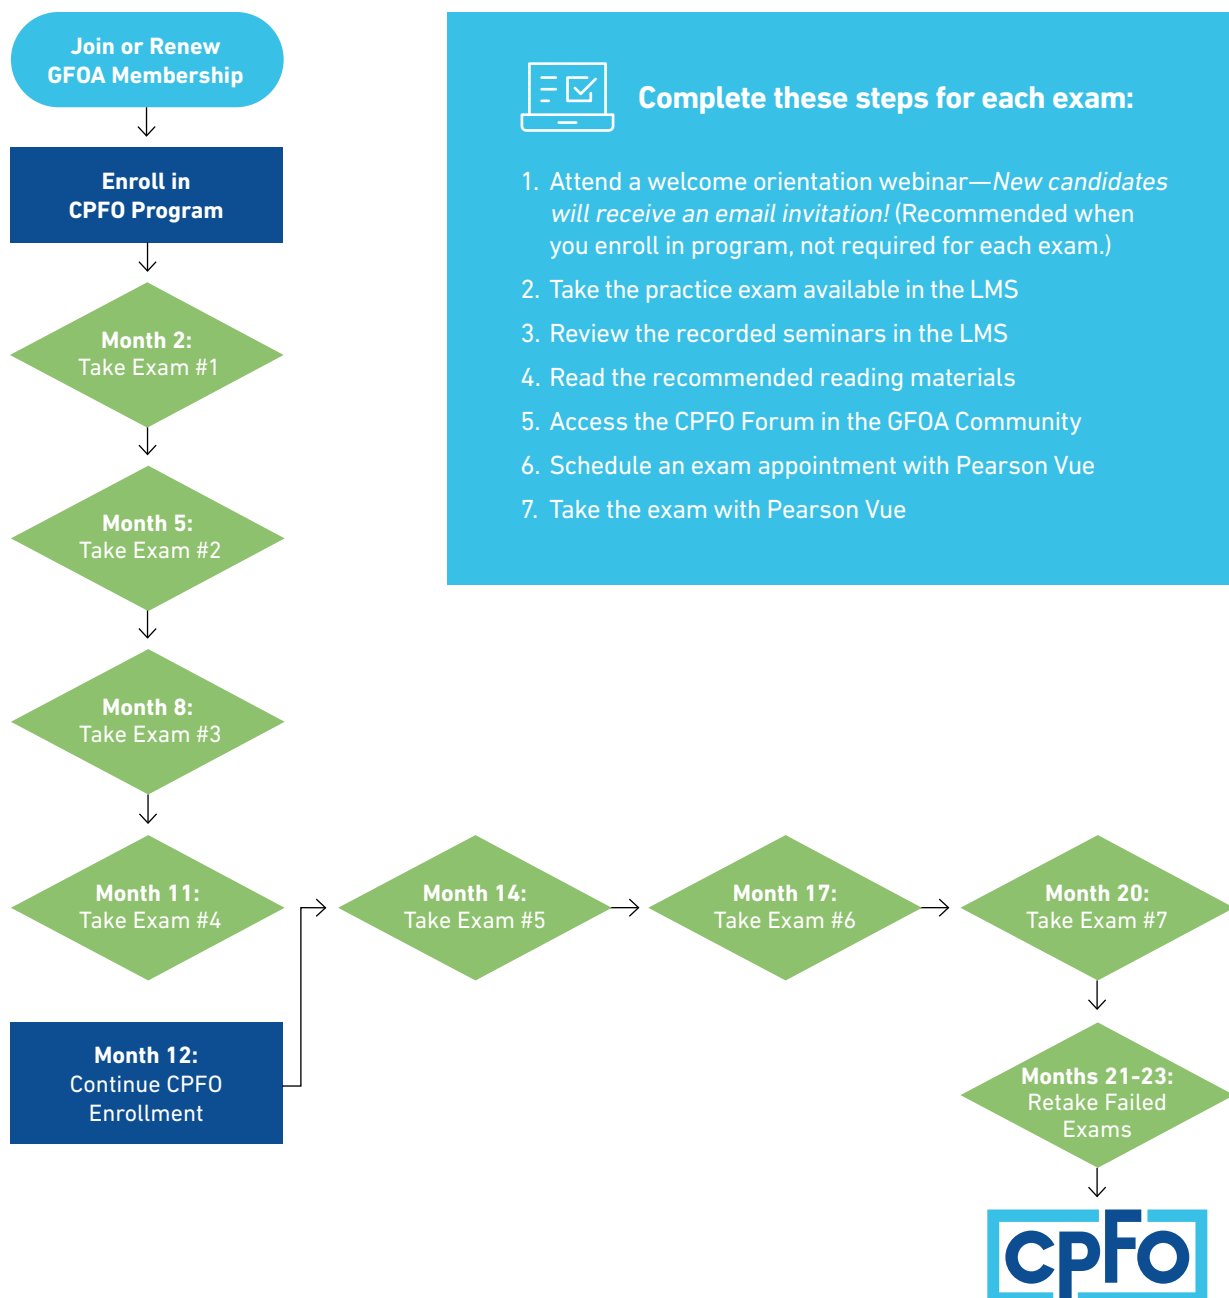 Join or Renew
GFOA Membership
Enroll in
CPFO Program
Month 2:
Take Exam #1
Month 5:
Take Exam #2
Month 8:
Take Exam #3
Month 11:
Take Exam #4
Month 12:
Continue CPFO
Enrollment
Month 14:
Take Exam #5
Month 17:
Take Exam #6
Month 20:
Take Exam #7
Months 21-23:
Retake Failed
Exams
CPFO
Complete these steps for each exam:
1. Attend a welcome orientation webinar—New candidates
will receive an email invitation! (Recommended when
you enroll in program, not required for each exam.)
2. Take the practice exam available in the LMS
3. Review the recorded seminars in the LMS
4. Read the recommended reading materials
5. Access the CPFO Forum in the GFOA Community
6. Schedule an exam appointment with Pearson Vue
7. Take the exam with Pearson Vue